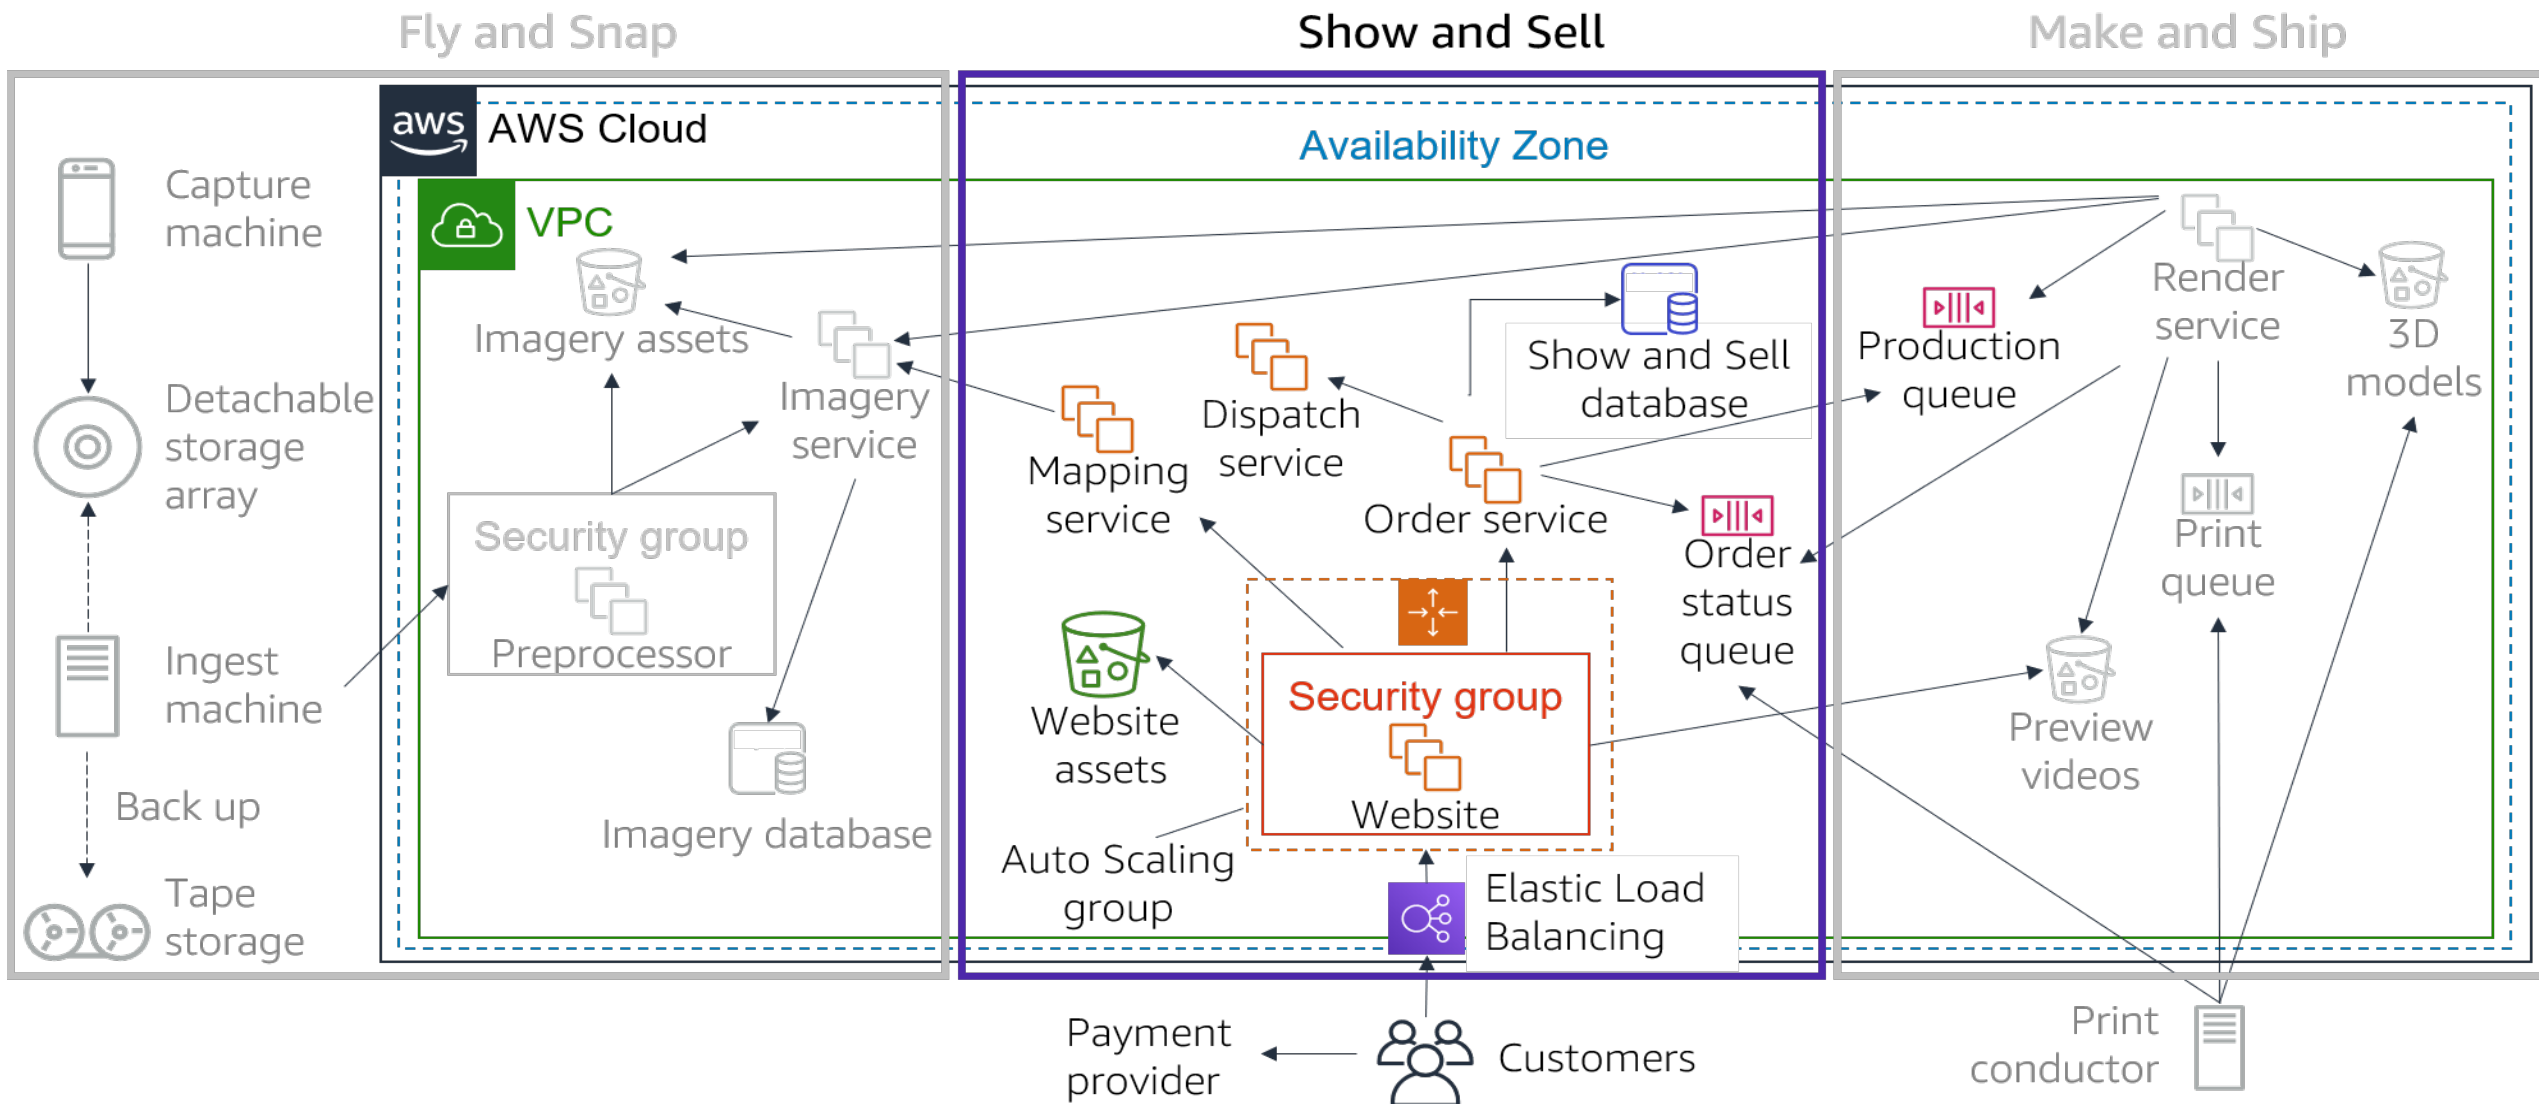 Fly and Snap
Show and Sell
Make and Ship
aws
AWS Cloud
Availability Zone
VPC
Capture
machine
Detachable
storage
array
Ingest
machine
Back up
Tape
storage
Imagery assets
Imagery
service
Security group
Preprocessor
Imagery database
Mapping
service
Dispatch
service
Show and Sell
database
Order service
Order
status
queue
Website
assets
Security group
Website
Auto Scaling
group
Elastic Load
Balancing
Production
queue
Render
service
3D
models
Print
queue
Preview
videos
Payment
provider
Customers
Print
conductor